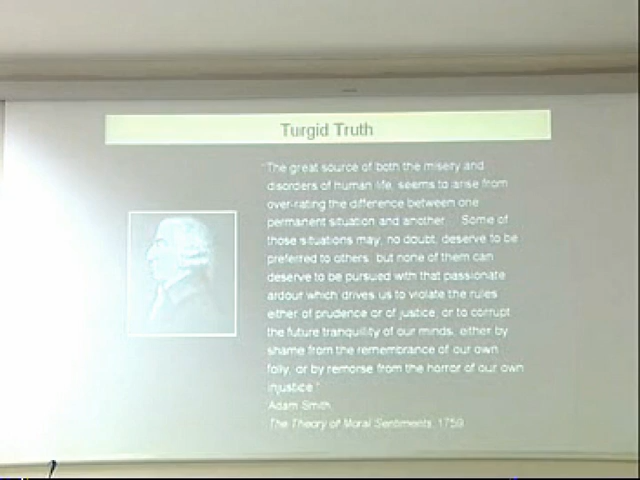 Turgid Truth
"The great source of both the misery and
disorders of human life, seems to arise from
over-rating the difference between one
permanent situation and another. Some of
those situations may, no doubt, deserve to be
preferred to others, but none of them can
deserve to be pursued with that passionate
ardour which drives us to violate the rules
either of prudence or of justice, or to corrupt
the future tranquility of our minds, either by
shame from the remembrance of our own
folly, or by remorse from the horror of our own
injustice."
Adam Smith
The Theory of Moral Sentiments, 1759